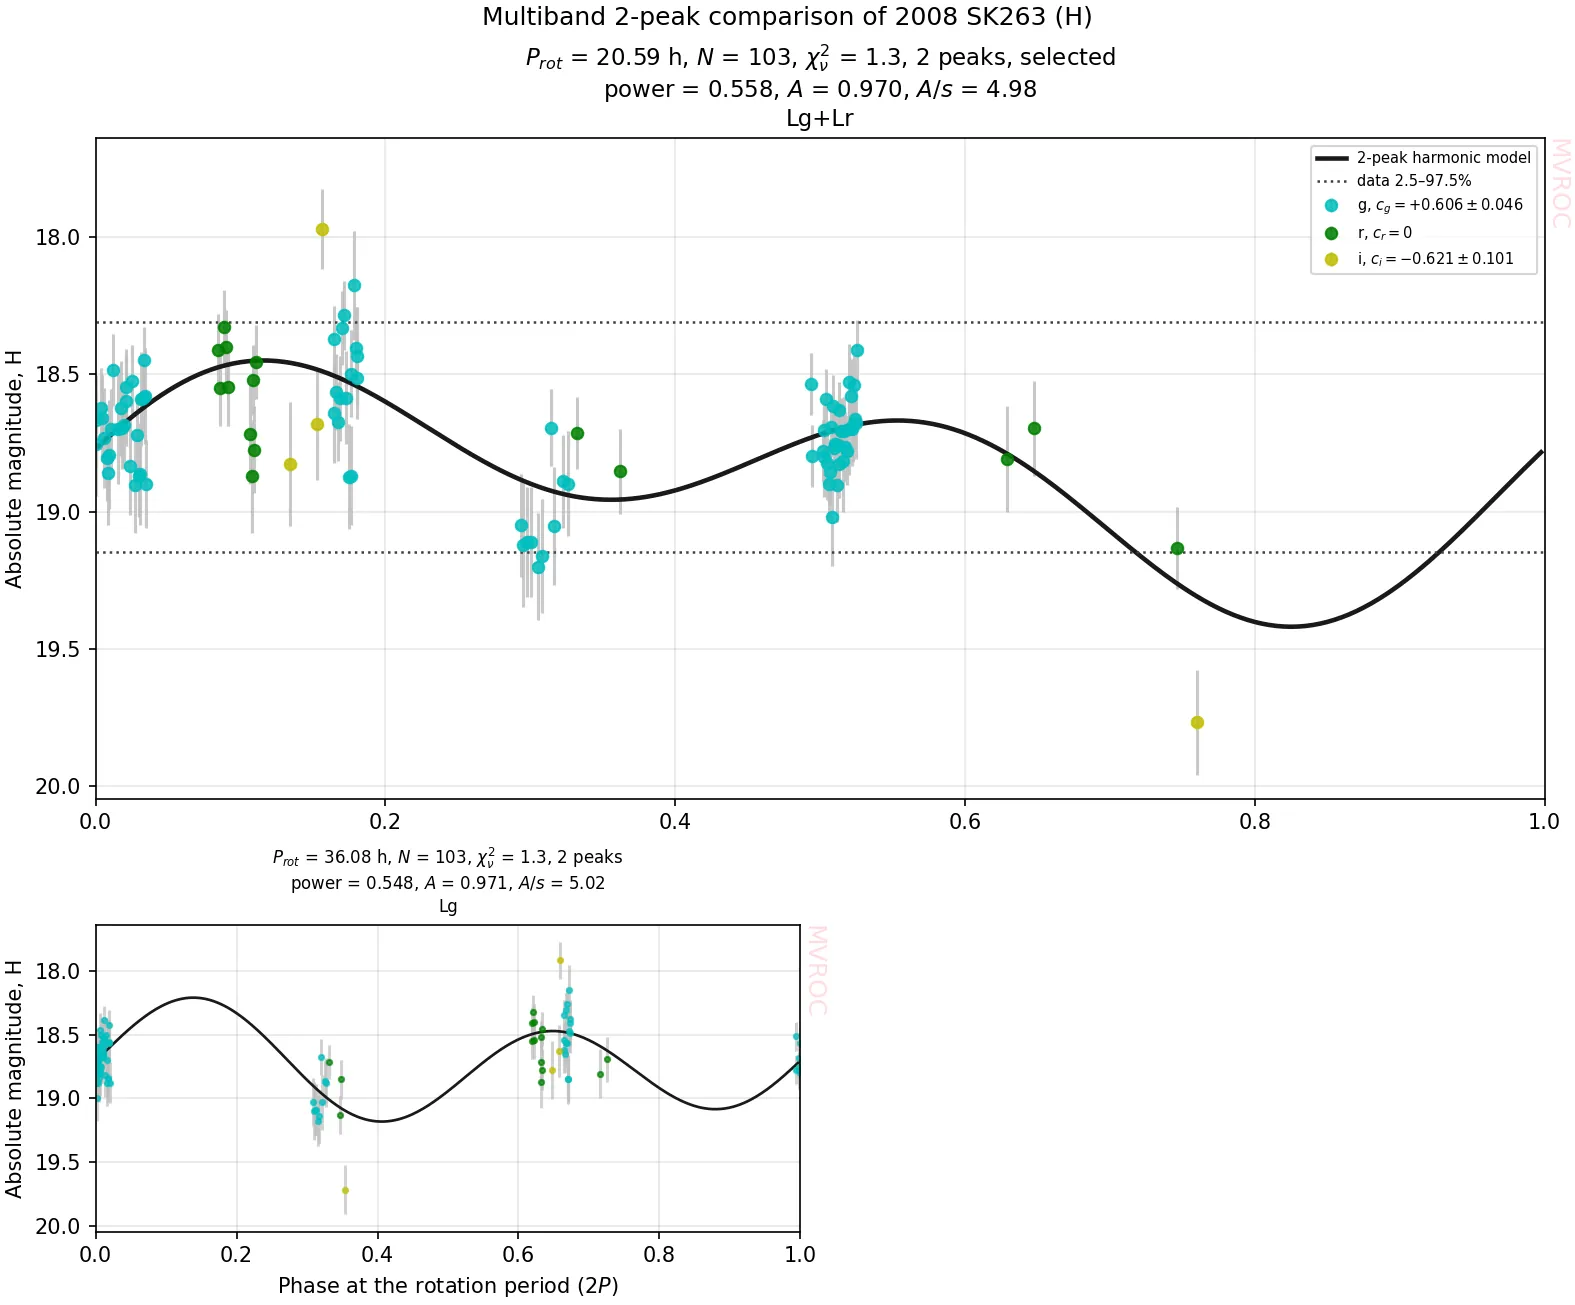 Multiband 2-peak comparison of 2008 SK263 (H)
P_rot = 20.59 h, N = 103, χ²_ν = 1.3, 2 peaks, selected
power = 0.558, A = 0.970, A/s = 4.98
Lg+Lr
2-peak harmonic model
data 2.5–97.5%
g, c_g = +0.606 ± 0.046
r, c_r = 0
i, c_i = −0.621 ± 0.101
MVROC
Absolute magnitude, H
18.0
18.5
19.0
19.5
20.0
0.0 0.2 0.4 0.6 0.8 1.0
P_rot = 36.08 h, N = 103, χ²_ν = 1.3, 2 peaks
power = 0.548, A = 0.971, A/s = 5.02
Lg
MVROC
Absolute magnitude, H
18.0
18.5
19.0
19.5
20.0
0.0 0.2 0.4 0.6 0.8 1.0
Phase at the rotation period (2P)